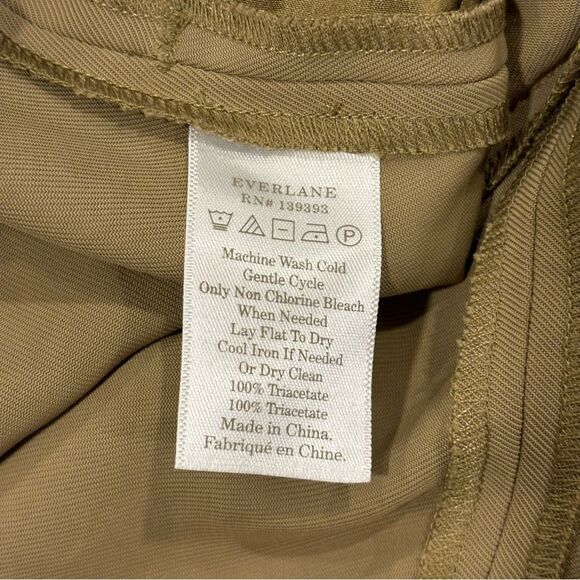 EVERLANE
RN# 139393
P
Machine Wash Cold
Gentle Cycle
Only Non Chlorine Bleach
When Needed
Lay Flat To Dry
Cool Iron If Needed
Or Dry Clean
100% Triacetate
100% Triacetate
Made in China.
Fabriqué en Chine.